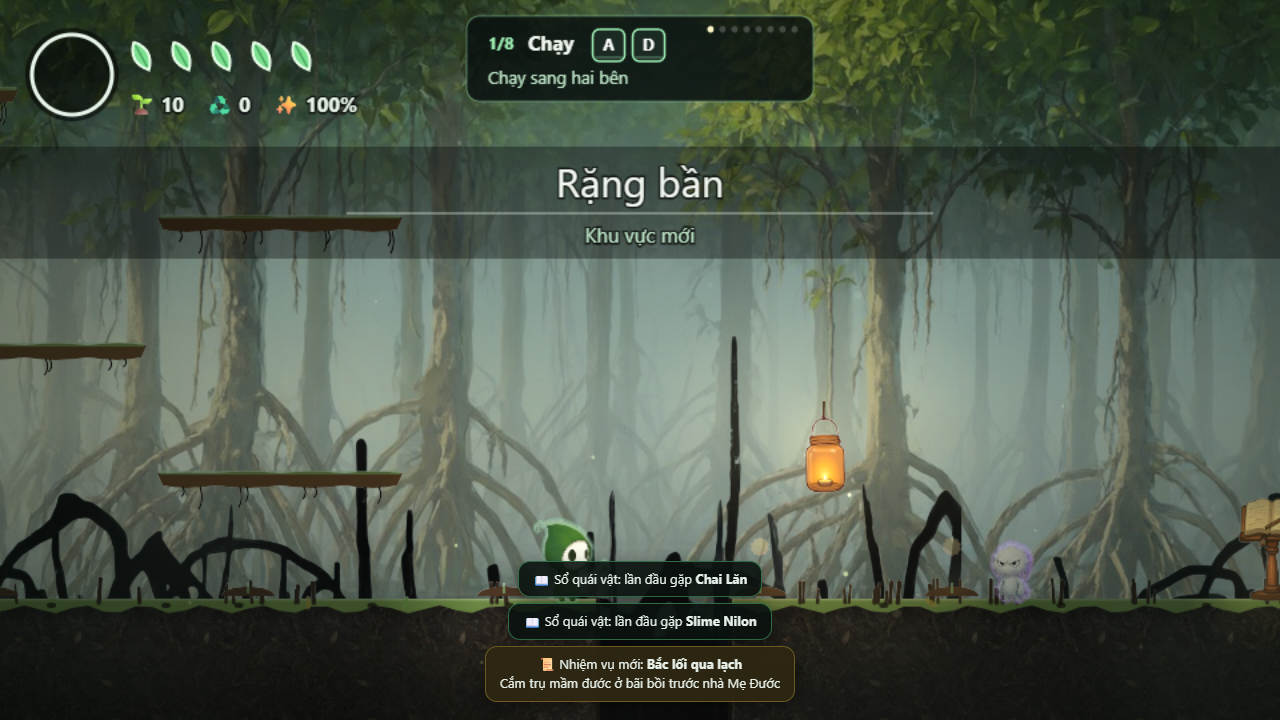 1/8 Chạy A D
Chạy sang hai bên
10 0 100%
Rặng bần
Khu vực mới
Sổ quái vật: lần đầu gặp Chai Lăn
Sổ quái vật: lần đầu gặp Slime Nilon
Nhiệm vụ mới: Bắc lối qua lạch
Cắm trụ mầm đước ở bãi bồi trước nhà Mẹ Đước